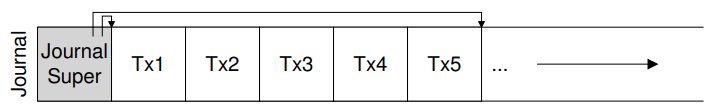 Journal
Journal
Super
Tx1
Tx2
Tx3
Tx4
Tx5
...